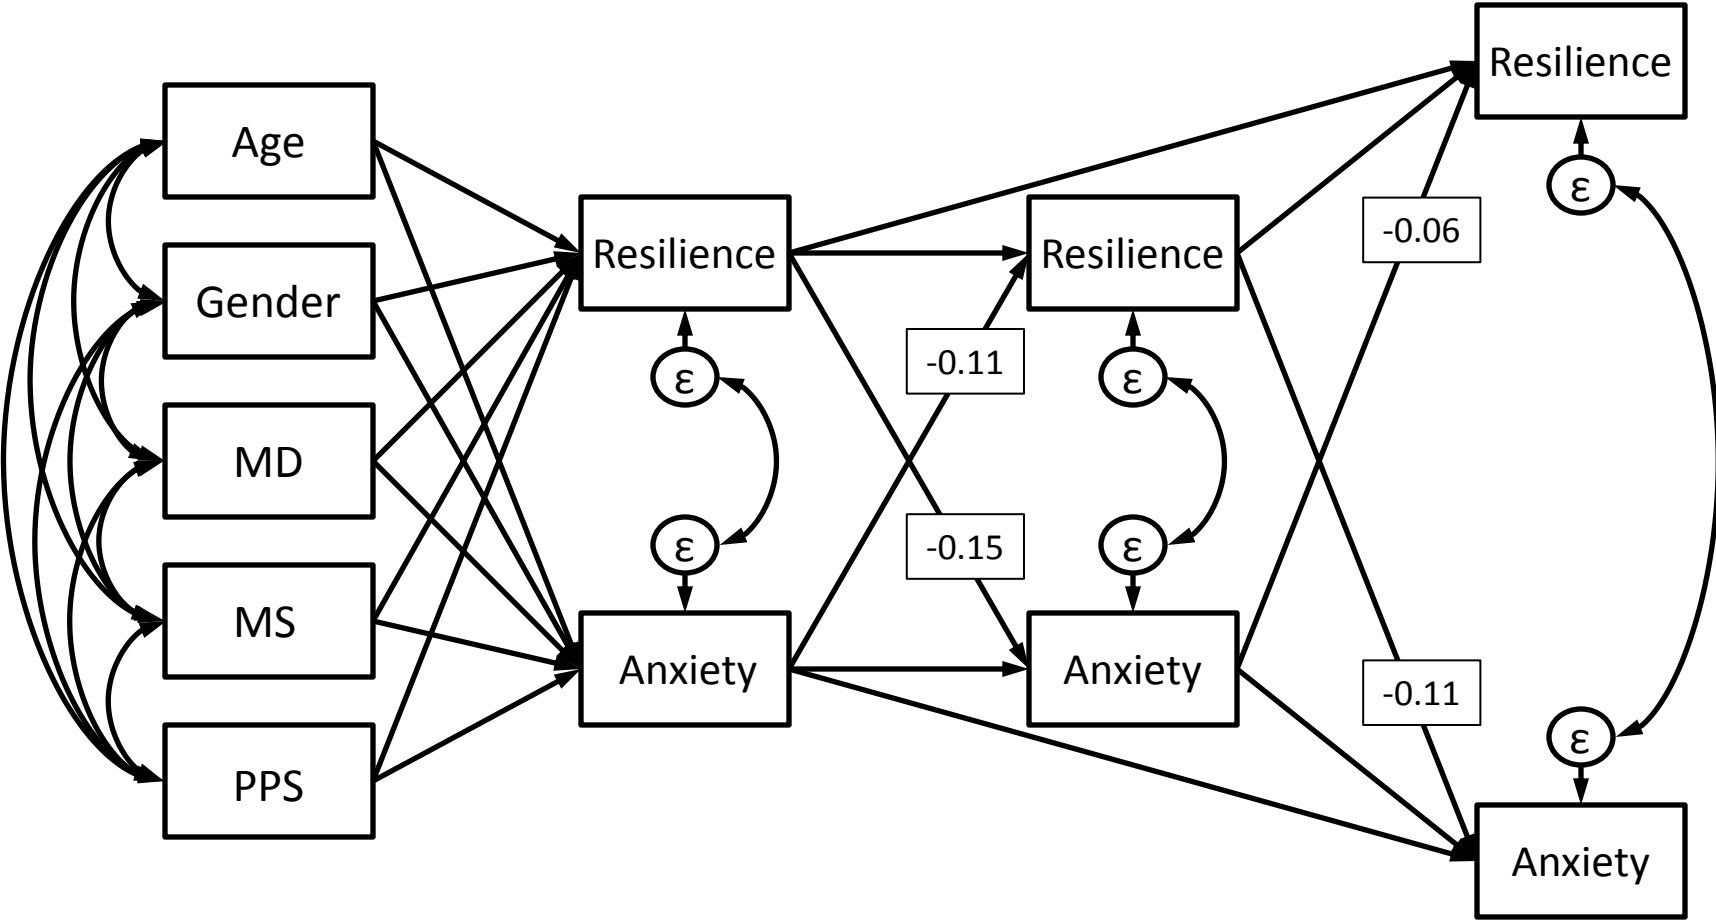 Age
Gender
MD
MS
PPS
Resilience
ε
ε
Anxiety
-0.11
-0.15
Resilience
ε
ε
Anxiety
-0.06
-0.11
Resilience
ε
ε
Anxiety